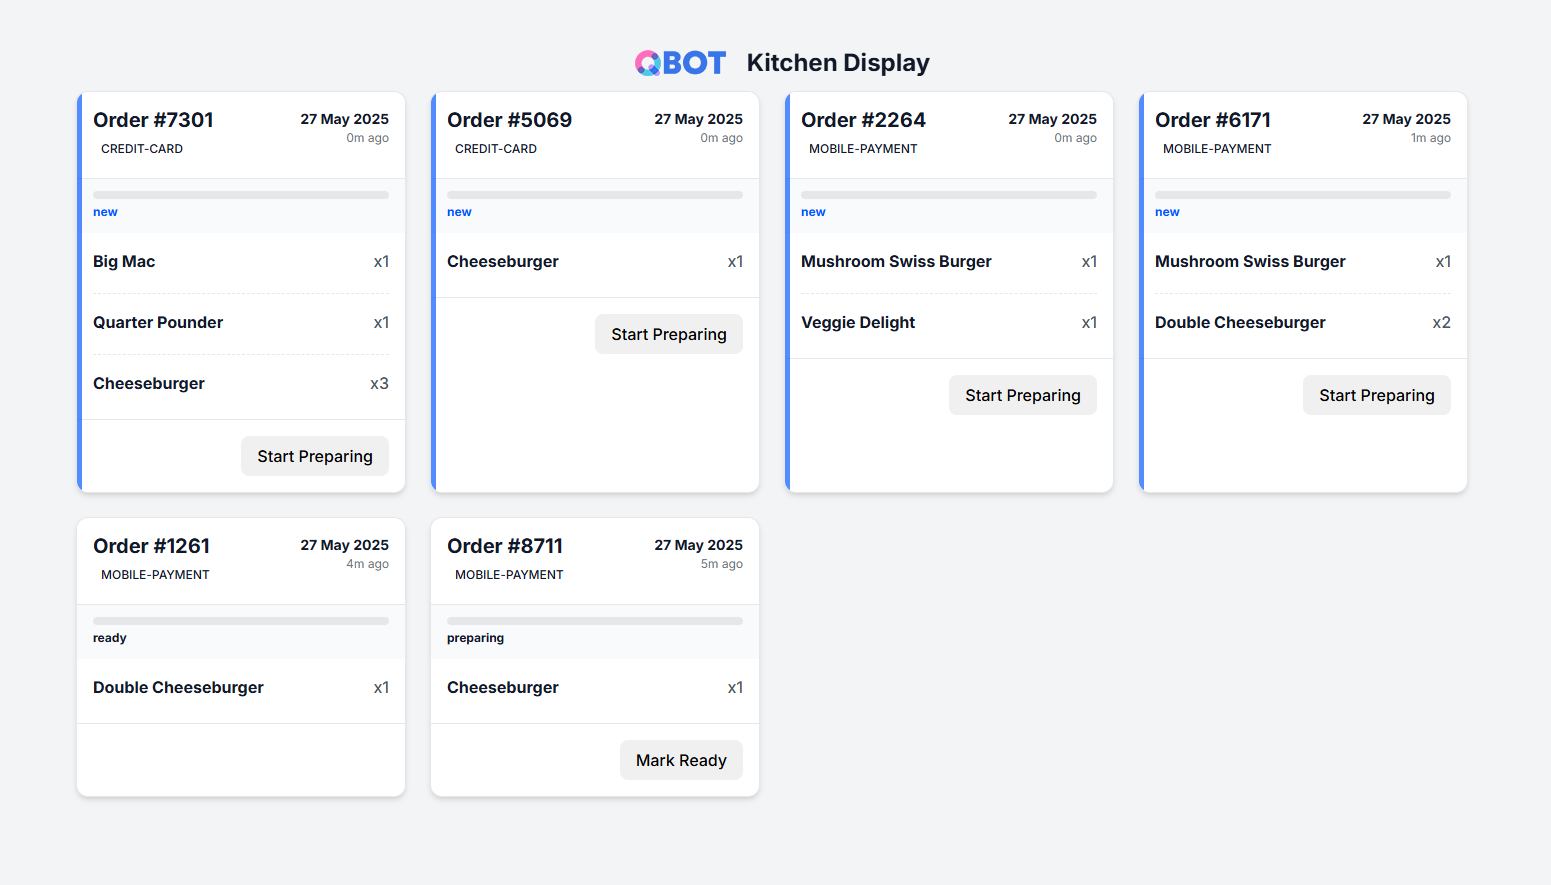 QBOT Kitchen Display
Order #7301 27 May 2025
0m ago
CREDIT-CARD
new
Big Mac x1
Quarter Pounder x1
Cheeseburger x3
Start Preparing
Order #5069 27 May 2025
0m ago
CREDIT-CARD
new
Cheeseburger x1
Start Preparing
Order #2264 27 May 2025
0m ago
MOBILE-PAYMENT
new
Mushroom Swiss Burger x1
Veggie Delight x1
Start Preparing
Order #6171 27 May 2025
1m ago
MOBILE-PAYMENT
new
Mushroom Swiss Burger x1
Double Cheeseburger x2
Start Preparing
Order #1261 27 May 2025
4m ago
MOBILE-PAYMENT
ready
Double Cheeseburger x1
Order #8711 27 May 2025
5m ago
MOBILE-PAYMENT
preparing
Cheeseburger x1
Mark Ready